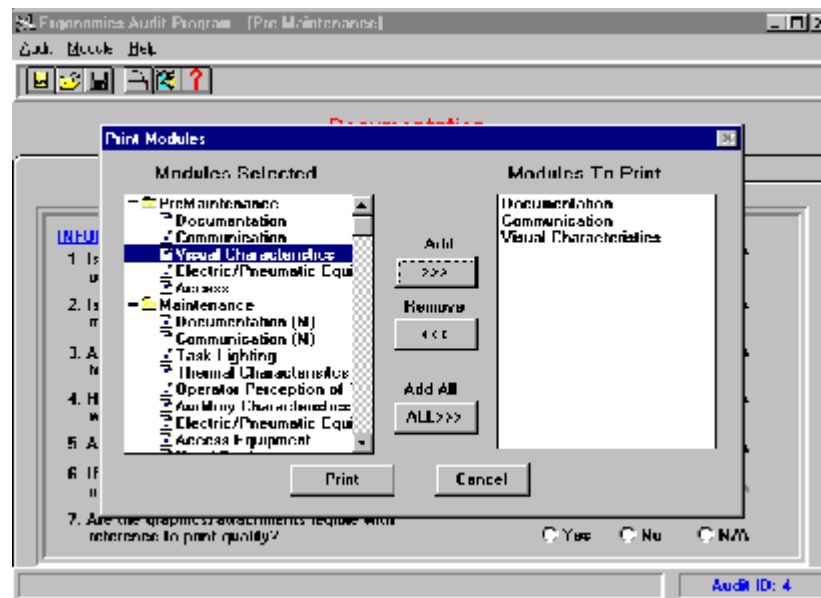 Ergonomics Audit Program - [Pre Maintenance]
Audit Module Help
Documentation
Print Modules
Modules Selected
PreMaintenance
Documentation
Communication
Visual Characteristics
Electric/Pneumatic Equi
Access
Maintenance
Documentation (M)
Communication (M)
Task Lighting
Thermal Characteristics
Operator Perception of
Auditory Characteristics
Electric/Pneumatic Equi
Access Equipment
Add
>>>
Remove
<<<
Add All
ALL>>>
Modules To Print
Documentation
Communication
Visual Characteristics
Print
Cancel
1. Is
2. Is
3. A
4. H
5. A
6. If
7. Are the graphics/attachments legible with
reference to print quality?
Yes No N/A
Audit ID: 4